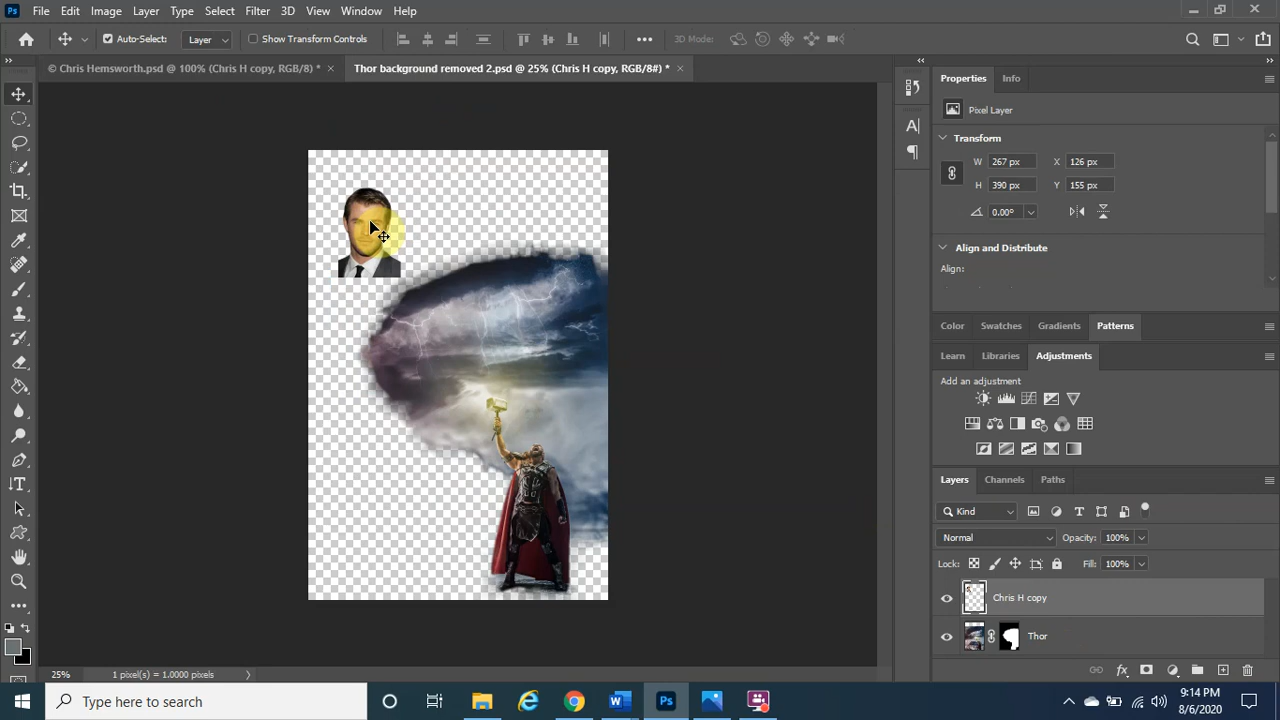 Ps File Edit Image Layer Type Select Filter 3D View Window Help
Auto-Select: Layer Show Transform Controls 3D Mode:
© Chris Hemsworth.psd @ 100% (Chris H copy, RGB/8) * Thor background removed 2.psd @ 25% (Chris H copy, RGB/8#) *
Properties Info
Pixel Layer
Transform
W 267 px X 126 px
H 390 px Y 155 px
0.00°
Align and Distribute
Align:
Color Swatches Gradients Patterns
Learn Libraries Adjustments
Add an adjustment
Layers Channels Paths
Kind
Normal Opacity: 100%
Lock: Fill: 100%
Chris H copy
Thor
25% 1 pixel(s) = 1.0000 pixels
Type here to search
9:14 PM
8/6/2020